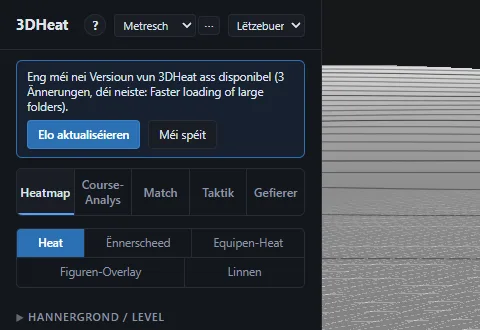 3DHeat ? Metresch ... Lëtzebuer
Eng méi nei Versioun vun 3DHeat ass disponibel (3
Ännerungen, déi neiste: Faster loading of large
folders).
Elo aktualiséieren Méi spéit
Heatmap Course-Analys Match Taktik Gefierer
Heat Ënnerscheed Equipen-Heat
Figuren-Overlay Linnen
HANNERGROND / LEVEL